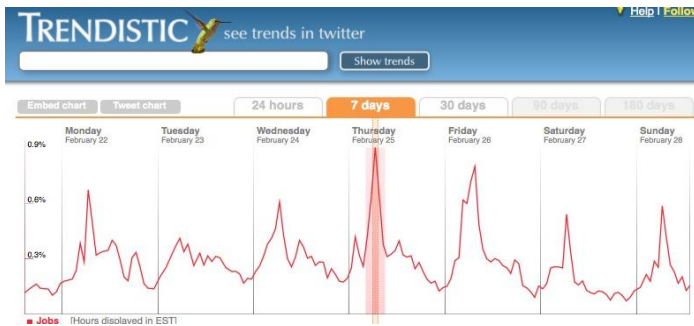 Help | Follow
TRENDISTIC see trends in twitter
Show trends
Embed chart Tweet chart 24 hours 7 days 30 days 90 days 180 days
Monday Tuesday Wednesday Thursday Friday Saturday Sunday
February 22 February 23 February 24 February 25 February 26 February 27 February 28
0.9%
0.6%
0.3%
Jobs [Hours displayed in EST]